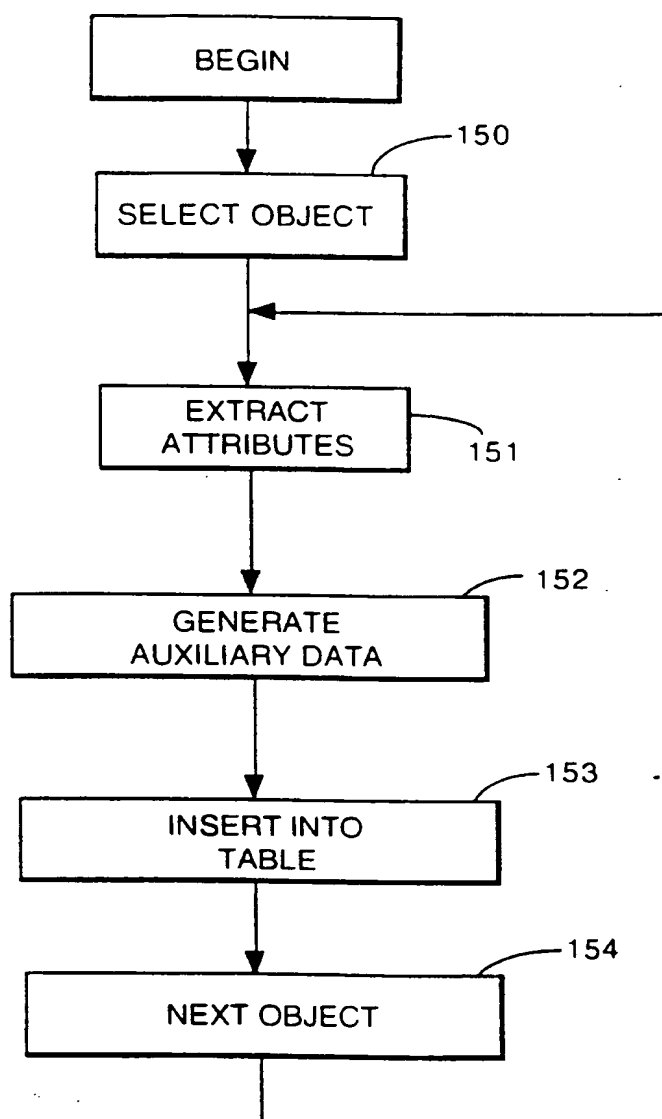 BEGIN
150
SELECT OBJECT
EXTRACT
ATTRIBUTES
151
152
GENERATE
AUXILIARY DATA
153
INSERT INTO
TABLE
154
NEXT OBJECT